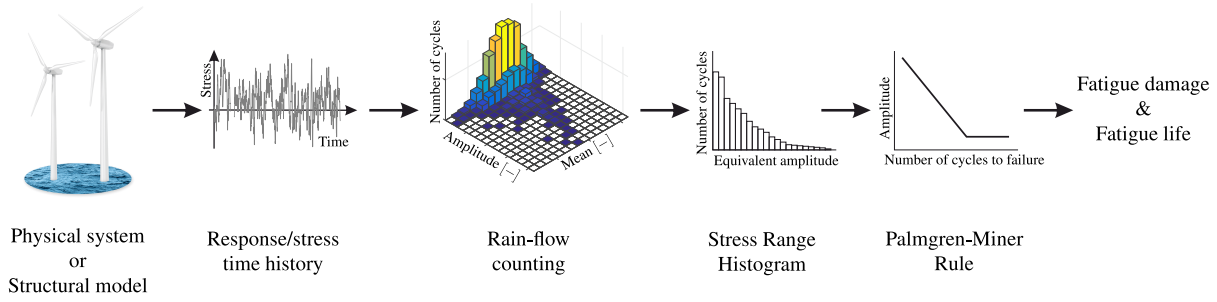 Stress
Time
Number of cycles
Amplitude [–]
Mean [–]
Number of cycles
Equivalent amplitude
Amplitude
Number of cycles to failure
Fatigue damage
&
Fatigue life
Physical system
or
Structural model
Response/stress
time history
Rain-flow
counting
Stress Range
Histogram
Palmgren-Miner
Rule